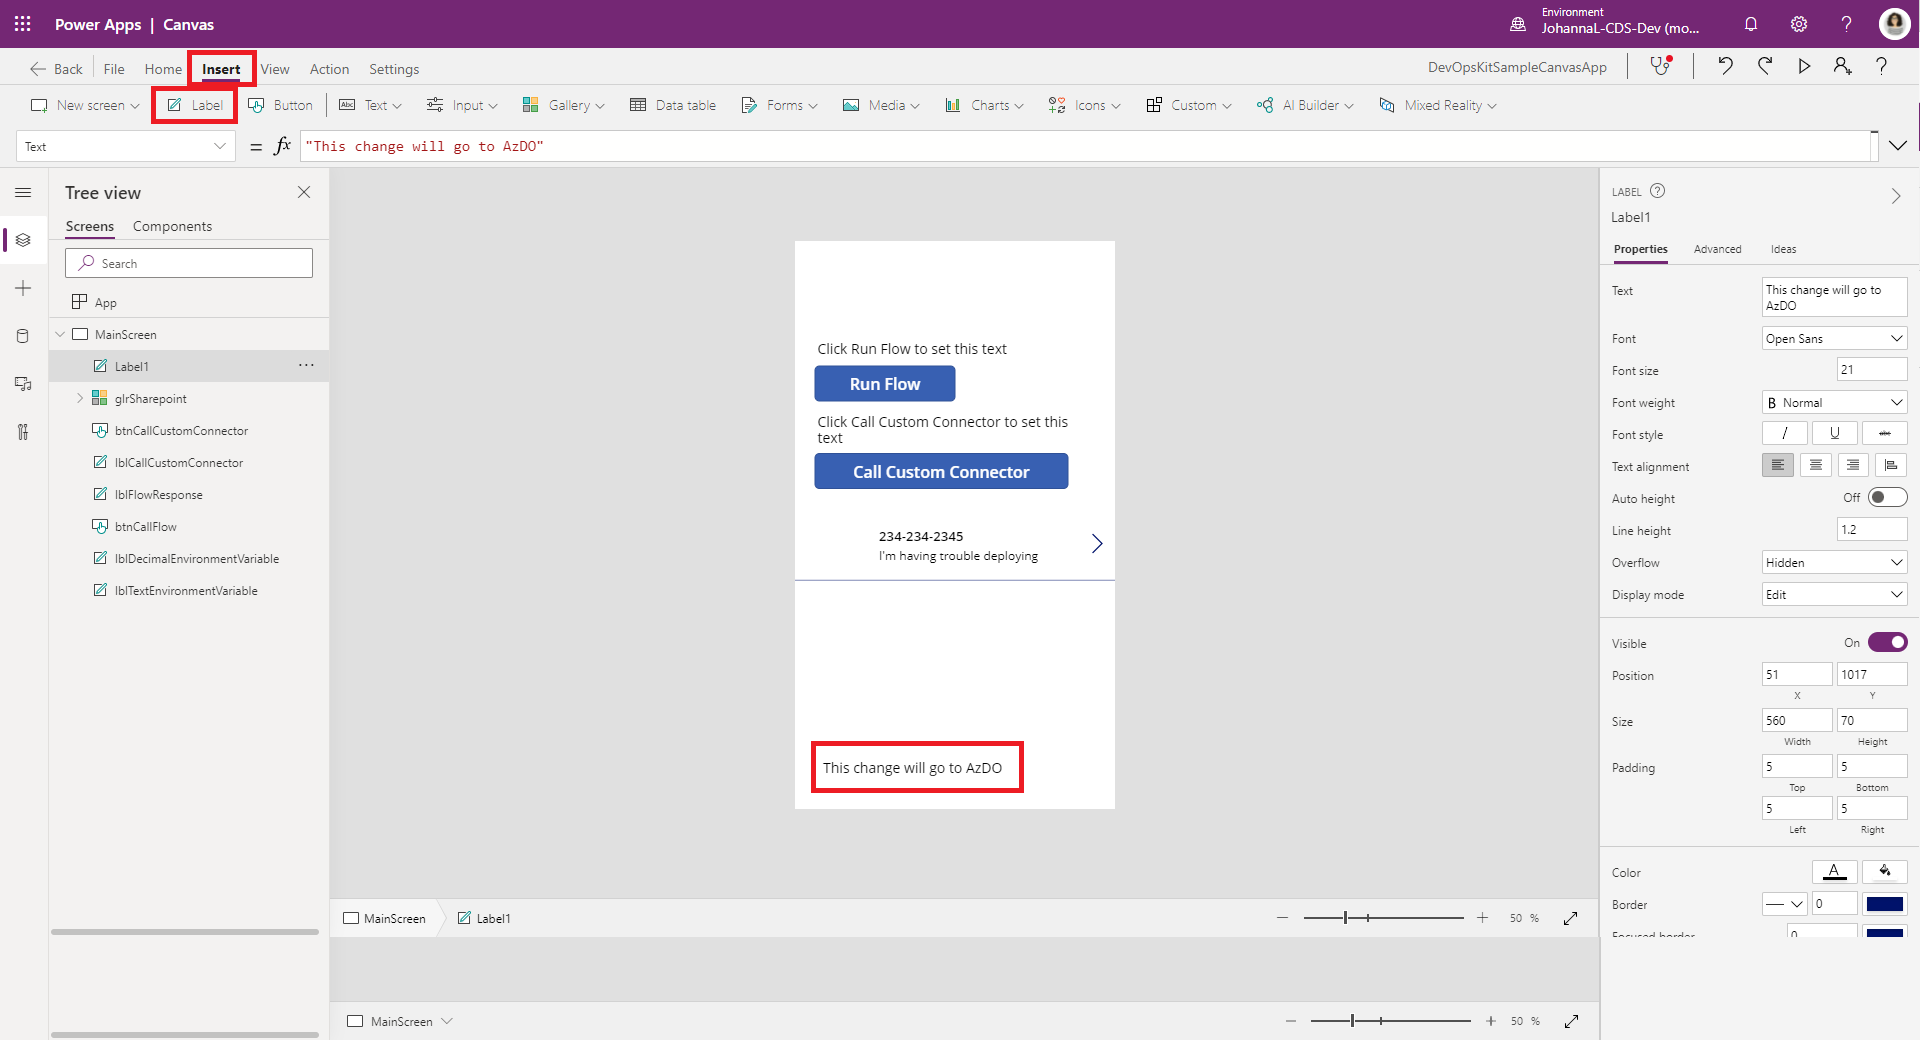 Power Apps | Canvas
Environment
JohannaL-CDS-Dev (mo...
Back
File
Home
Insert
View
Action
Settings
DevOpsKitSampleCanvasApp
New screen
Label
Button
Abc Text
Input
Gallery
Data table
Forms
Media
Charts
Icons
Custom
AI Builder
Mixed Reality
Text
= fx
"This change will go to AzDO"
Tree view
Screens
Components
Search
App
MainScreen
Label1
glrSharepoint
btnCallCustomConnector
lblCallCustomConnector
lblFlowResponse
btnCallFlow
lblDecimalEnvironmentVariable
lblTextEnvironmentVariable
Click Run Flow to set this text
Run Flow
Click Call Custom Connector to set this
text
Call Custom Connector
234-234-2345
I'm having trouble deploying
This change will go to AzDO
MainScreen
Label1
50 %
MainScreen
50 %
LABEL
Label1
Properties
Advanced
Ideas
Text
This change will go to
AzDO
Font
Open Sans
Font size
21
Font weight
B Normal
Font style
/ U abc
Text alignment
Auto height
Off
Line height
1.2
Overflow
Hidden
Display mode
Edit
Visible
On
Position
51
1017
X
Y
Size
560
70
Width
Height
Padding
5
5
Top
Bottom
5
5
Left
Right
Color
A
Border
0
Focused border
0